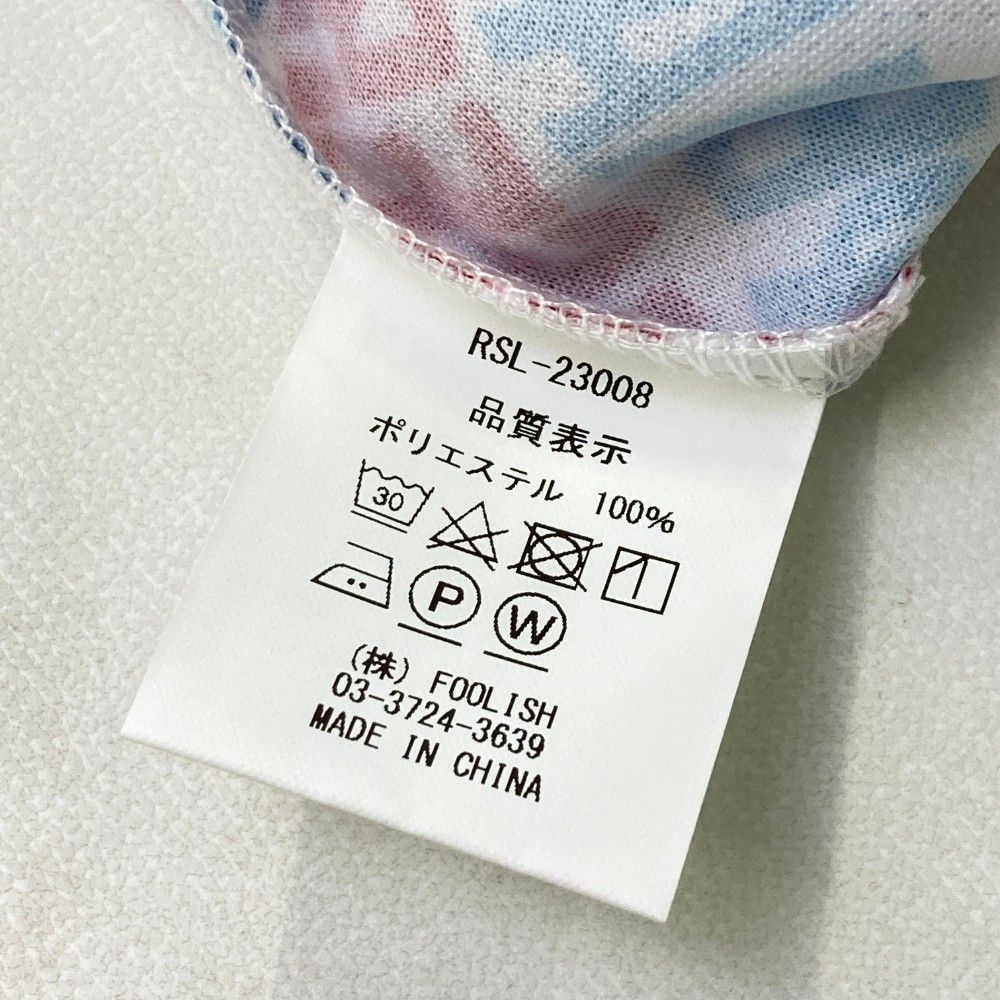 RSL-23008
品質表示
ポリエステル 100%
30
P W
(株) FOOLISH
03-3724-3639
MADE IN CHINA